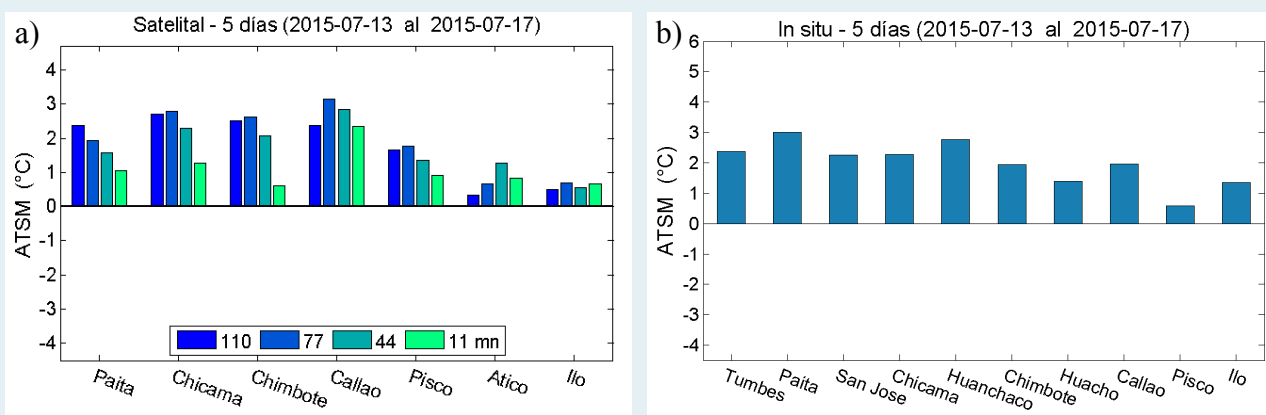 a)
Satelital - 5 días (2015-07-13 al 2015-07-17)
ATSM (°C)
4
3
2
1
0
-1
-2
-3
-4
110 77 44 11 mn
Paita Chicama Chimbote Callao Pisco Atico Ilo
b)
In situ - 5 días (2015-07-13 al 2015-07-17)
ATSM (°C)
6
5
4
3
2
1
0
-1
-2
-3
-4
Tumbes Paita San Jose Chicama Huanchaco Chimbote Huacho Callao Pisco Ilo